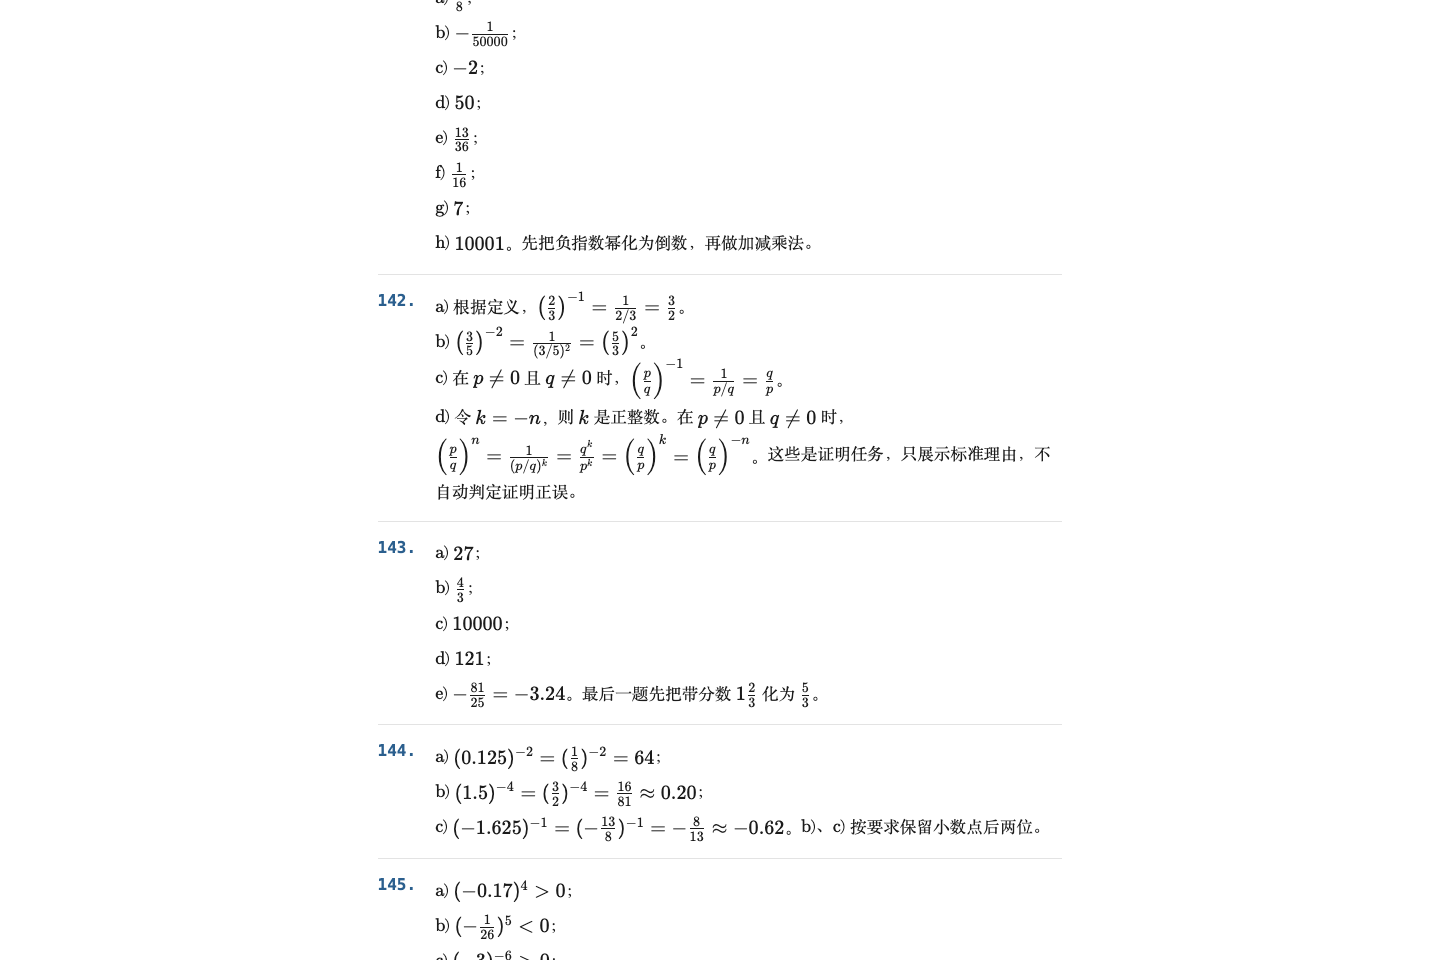 b) −1/50000;
c) −2;
d) 50;
e) 13/36;
f) 1/16;
g) 7;
h) 10001。先把负指数幂化为倒数，再做加减乘法。
142. a) 根据定义，(2/3)^−1 = 1/(2/3) = 3/2。
b) (3/5)^−2 = 1/(3/5)^2 = (5/3)^2。
c) 在 p ≠ 0 且 q ≠ 0 时，(p/q)^−1 = 1/(p/q) = q/p。
d) 令 k = −n，则 k 是正整数。在 p ≠ 0 且 q ≠ 0 时，
(p/q)^n = 1/(p/q)^k = q^k/p^k = (q/p)^k = (q/p)^−n。这些是证明任务，只展示标准理由，不
自动判定证明正误。
143. a) 27;
b) 4/3;
c) 10000;
d) 121;
e) −81/25 = −3.24。最后一题先把带分数 1 2/3 化为 5/3。
144. a) (0.125)^−2 = (1/8)^−2 = 64;
b) (1.5)^−4 = (3/2)^−4 = 16/81 ≈ 0.20;
c) (−1.625)^−1 = (−13/8)^−1 = −8/13 ≈ −0.62。b)、c) 按要求保留小数点后两位。
145. a) (−0.17)^4 > 0;
b) (−1/26)^5 < 0;